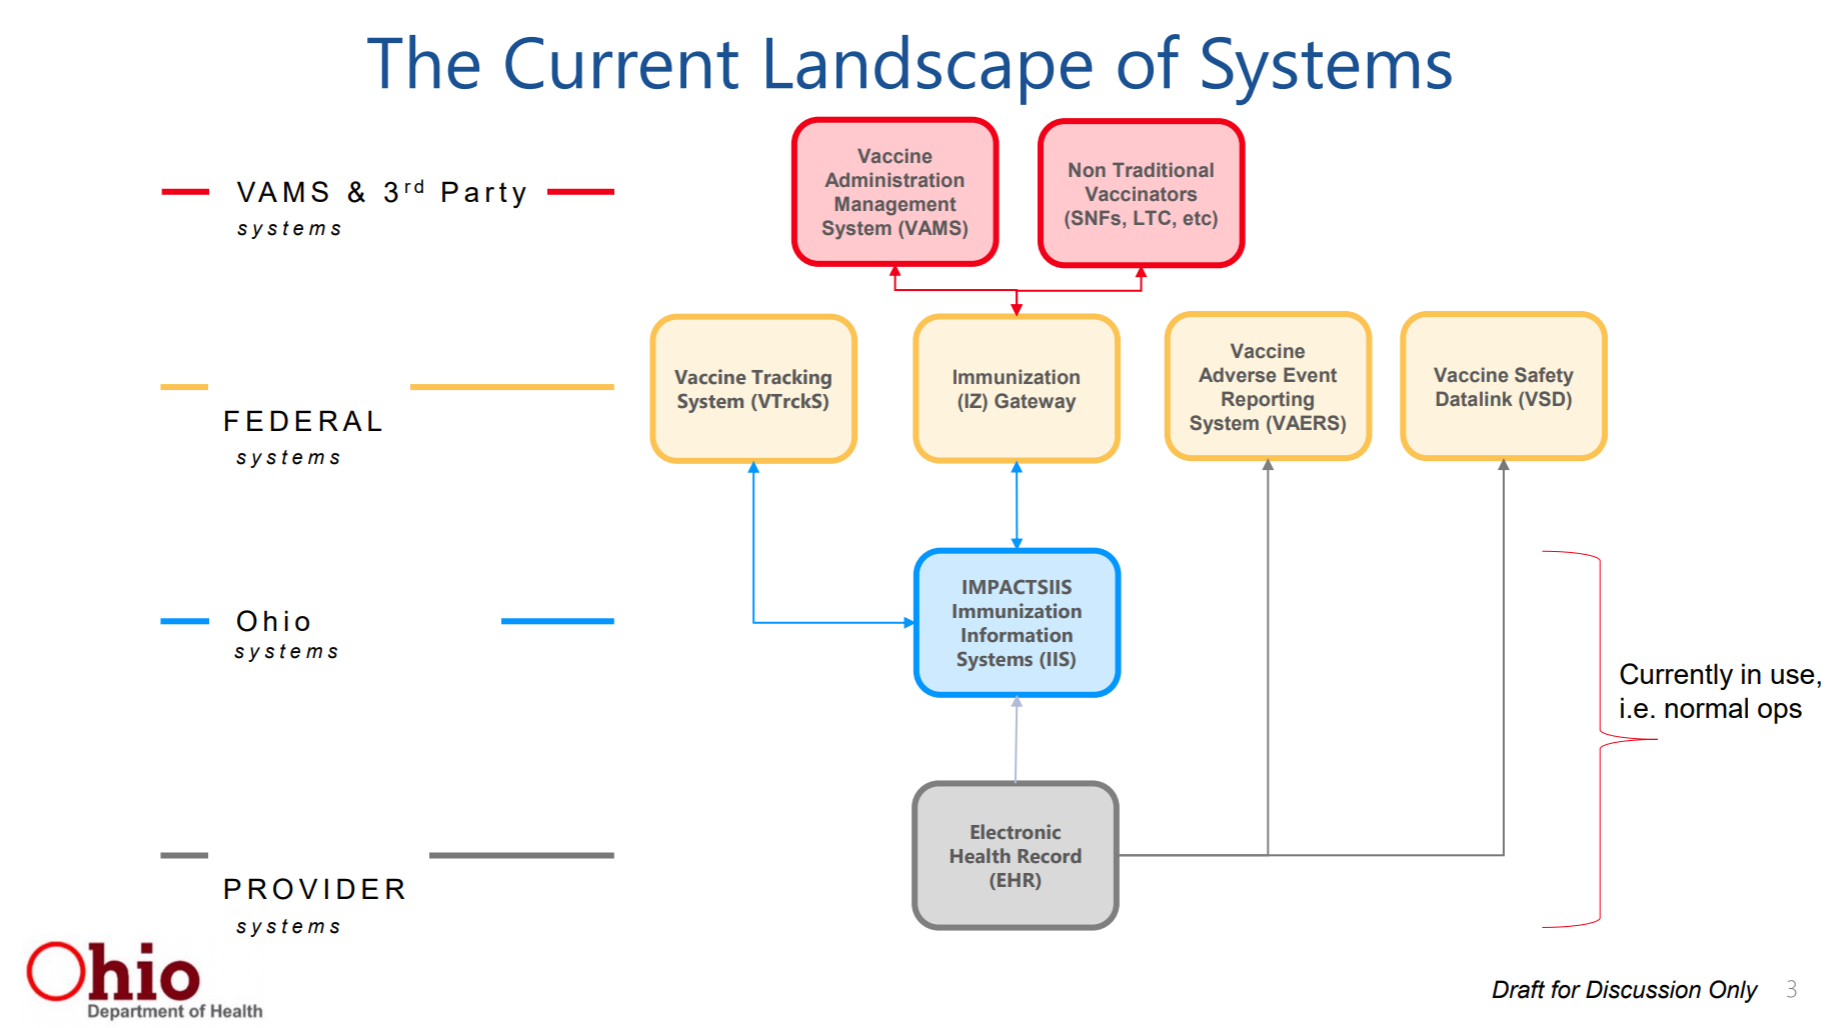 The Current Landscape of Systems
VAMS & 3rd Party
systems
Vaccine
Administration
Management
System (VAMS)
Non Traditional
Vaccinators
(SNFs, LTC, etc)
FEDERAL
systems
Vaccine Tracking
System (VTrckS)
Immunization
(IZ) Gateway
Vaccine
Adverse Event
Reporting
System (VAERS)
Vaccine Safety
Datalink (VSD)
Ohio
systems
IMPACTSIIS
Immunization
Information
Systems (IIS)
Currently in use,
i.e. normal ops
PROVIDER
systems
Electronic
Health Record
(EHR)
Ohio
Department of Health
Draft for Discussion Only
3